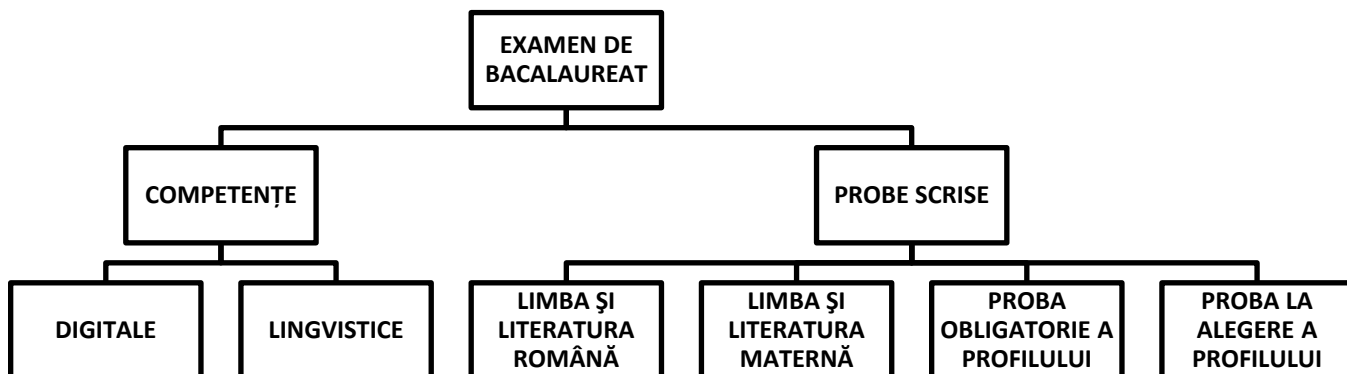 EXAMEN DE
BACALAUREAT
COMPETENȚE
PROBE SCRISE
DIGITALE
LINGVISTICE
LIMBA ŞI
LITERATURA
ROMÂNĂ
LIMBA ŞI
LITERATURA
MATERNĂ
PROBA
OBLIGATORIE A
PROFILULUI
PROBA LA
ALEGERE A
PROFILULUI